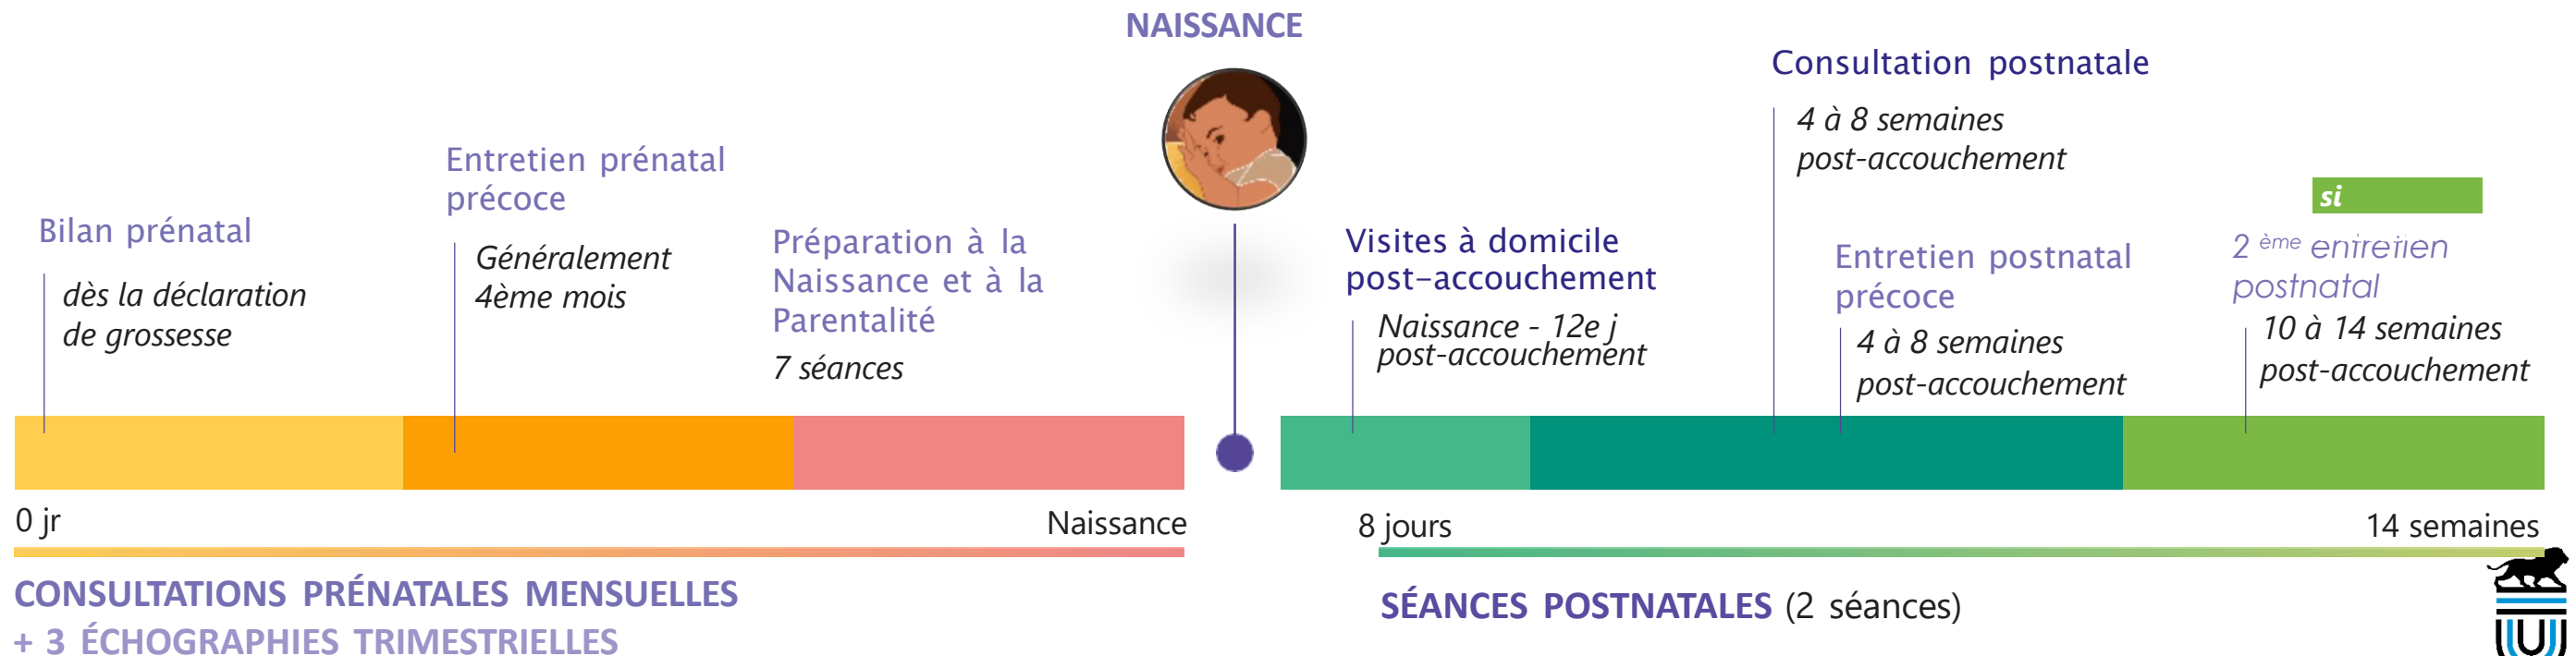 NAISSANCE
Bilan prénatal
dès la déclaration
de grossesse
Entretien prénatal
précoce
Généralement
4ème mois
Préparation à la
Naissance et à la
Parentalité
7 séances
Visites à domicile
post-accouchement
Naissance - 12e j
post-accouchement
Consultation postnatale
4 à 8 semaines
post-accouchement
Entretien postnatal
précoce
4 à 8 semaines
post-accouchement
si
2 ème entretien
postnatal
10 à 14 semaines
post-accouchement
0 jr
Naissance
8 jours
14 semaines
CONSULTATIONS PRÉNATALES MENSUELLES
+ 3 ÉCHOGRAPHIES TRIMESTRIELLES
SÉANCES POSTNATALES (2 séances)